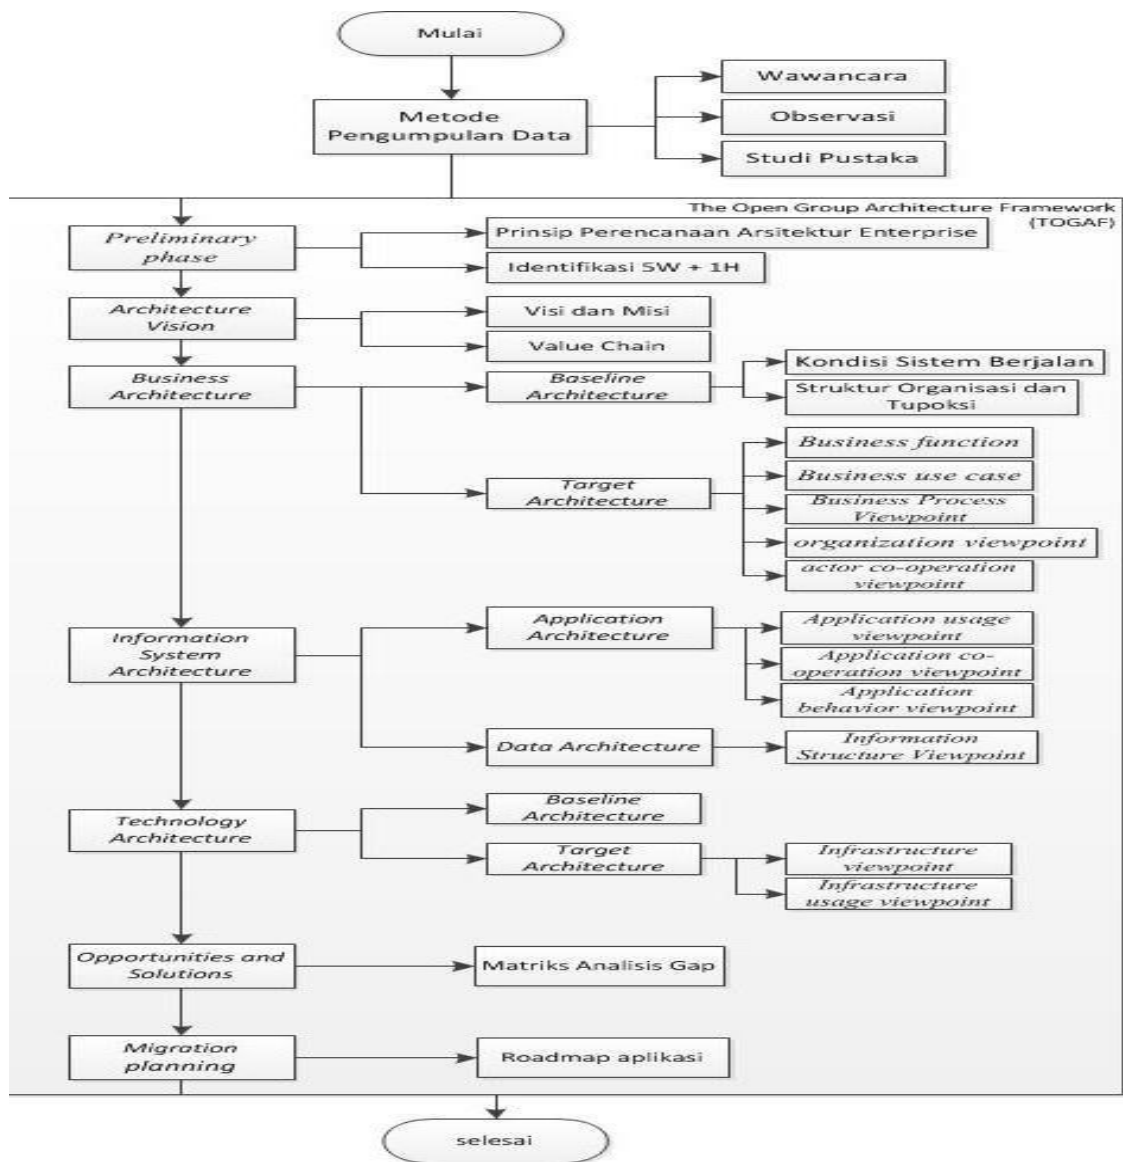 Mulai
Metode
Pengumpulan Data
Wawancara
Observasi
Studi Pustaka
The Open Group Architecture Framework
(TOGAF)
Preliminary
phase
Prinsip Perencanaan Arsitektur Enterprise
Identifikasi 5W + 1H
Architecture
Vision
Visi dan Misi
Value Chain
Business
Architecture
Baseline
Architecture
Kondisi Sistem Berjalan
Struktur Organisasi dan
Tupoksi
Target
Architecture
Business function
Business use case
Business Process
Viewpoint
organization viewpoint
actor co-operation
viewpoint
Information
System
Architecture
Application
Architecture
Application usage
viewpoint
Application co-
operation viewpoint
Application
behavior viewpoint
Data Architecture
Information
Structure Viewpoint
Technology
Architecture
Baseline
Architecture
Target
Architecture
Infrastructure
viewpoint
Infrastructure
usage viewpoint
Opportunities and
Solutions
Matriks Analisis Gap
Migration
planning
Roadmap aplikasi
selesai